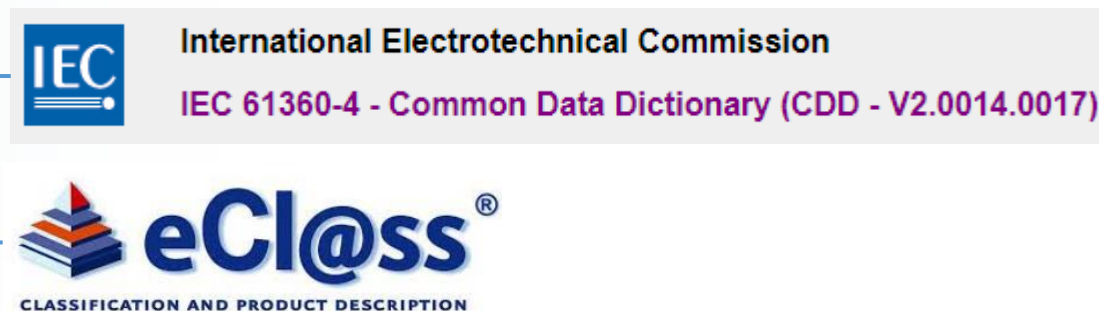 IEC
International Electrotechnical Commission
IEC 61360-4 - Common Data Dictionary (CDD - V2.0014.0017)
eCl@ss®
CLASSIFICATION AND PRODUCT DESCRIPTION